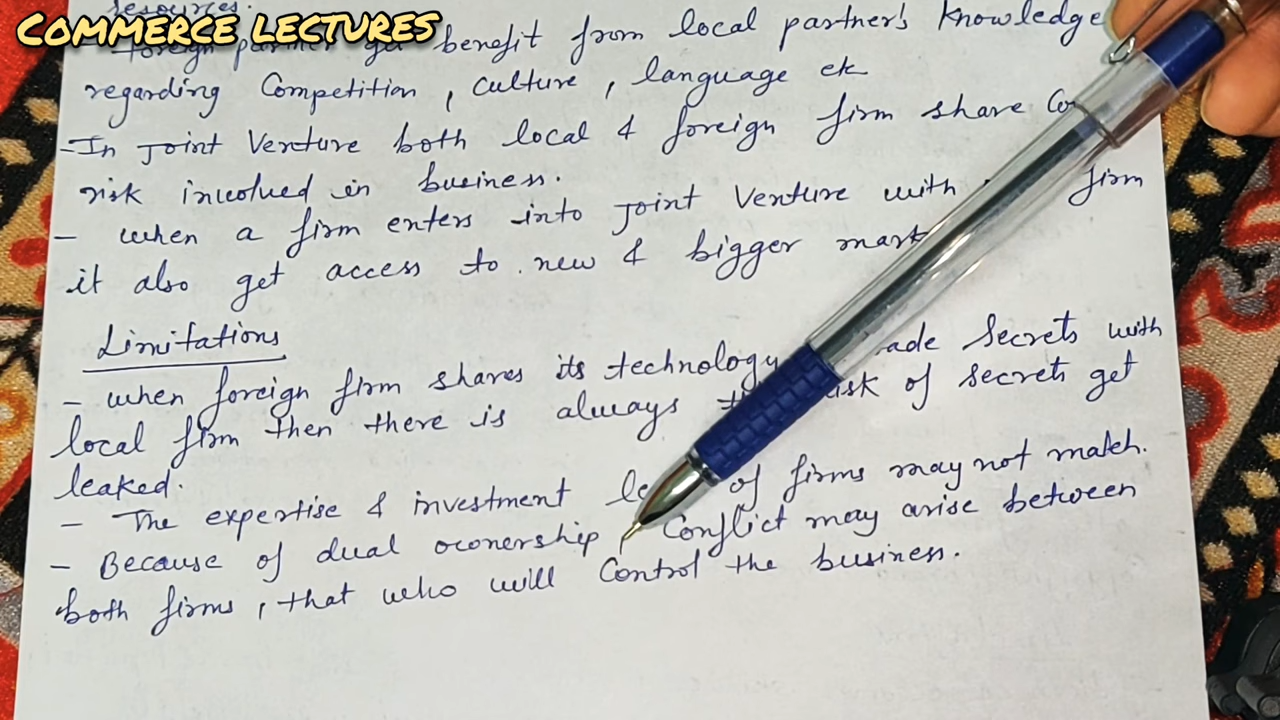 resources.
COMMERCE LECTURES
- foreign partner get benefit from local partner's Knowledge
regarding Competition, culture, language etc
- In Joint Venture both local & foreign firm share
risk involved in business.
- when a firm enters into Joint Venture with firm
it also get access to new & bigger
Limitations
- when foreign firm shares its technology Secrets with
local firm then there is always risk of secrets get
leaked.
- The expertise & investment of firms may not match.
- Because of dual ownership, Conflict may arise between
both firms, that who will Control the business.